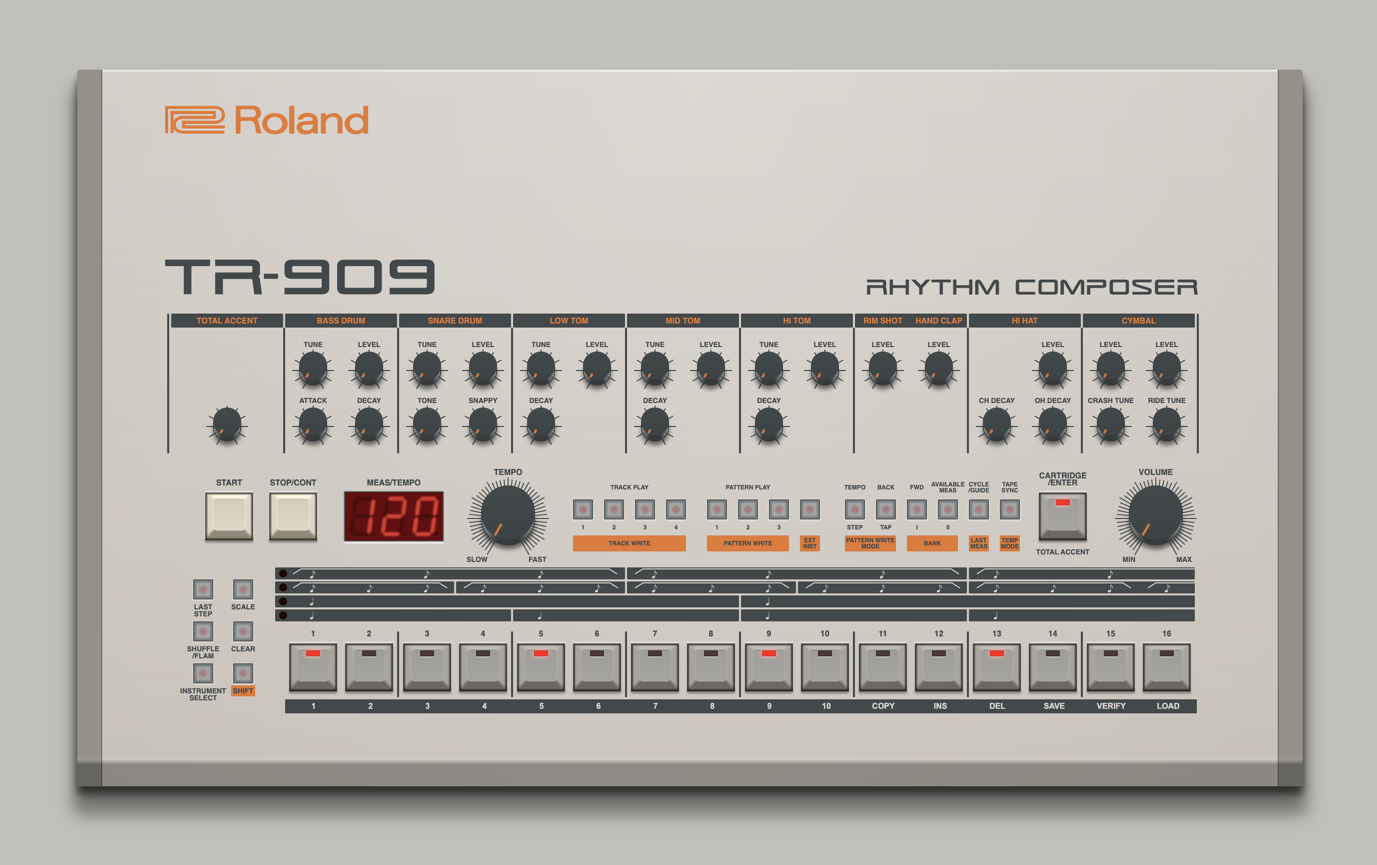 Roland
TR-909
RHYTHM COMPOSER
TOTAL ACCENT BASS DRUM SNARE DRUM LOW TOM MID TOM HI TOM RIM SHOT HAND CLAP HI HAT CYMBAL
TUNE LEVEL TUNE LEVEL TUNE LEVEL TUNE LEVEL TUNE LEVEL LEVEL LEVEL LEVEL LEVEL LEVEL
ATTACK DECAY TONE SNAPPY DECAY DECAY DECAY CH DECAY OH DECAY CRASH TUNE RIDE TUNE
START STOP/CONT MEAS/TEMPO
120
TEMPO
SLOW FAST
TRACK PLAY
1 2 3 4
TRACK WRITE
PATTERN PLAY
1 2 3
PATTERN WRITE
EXT
INST
TEMPO BACK
STEP TAP
PATTERN WRITE
MODE
FWD AVAILABLE
MEAS
I II
BANK
CYCLE
/GUIDE
LAST
MEAS
TAPE
SYNC
TEMP
MODE
CARTRIDGE
/ENTER
TOTAL ACCENT
VOLUME
MIN MAX
LAST
STEP
SCALE
SHUFFLE
/FLAM
CLEAR
INSTRUMENT
SELECT
SHIFT
1 2 3 4 5 6 7 8 9 10 11 12 13 14 15 16
1 2 3 4 5 6 7 8 9 10 COPY INS DEL SAVE VERIFY LOAD